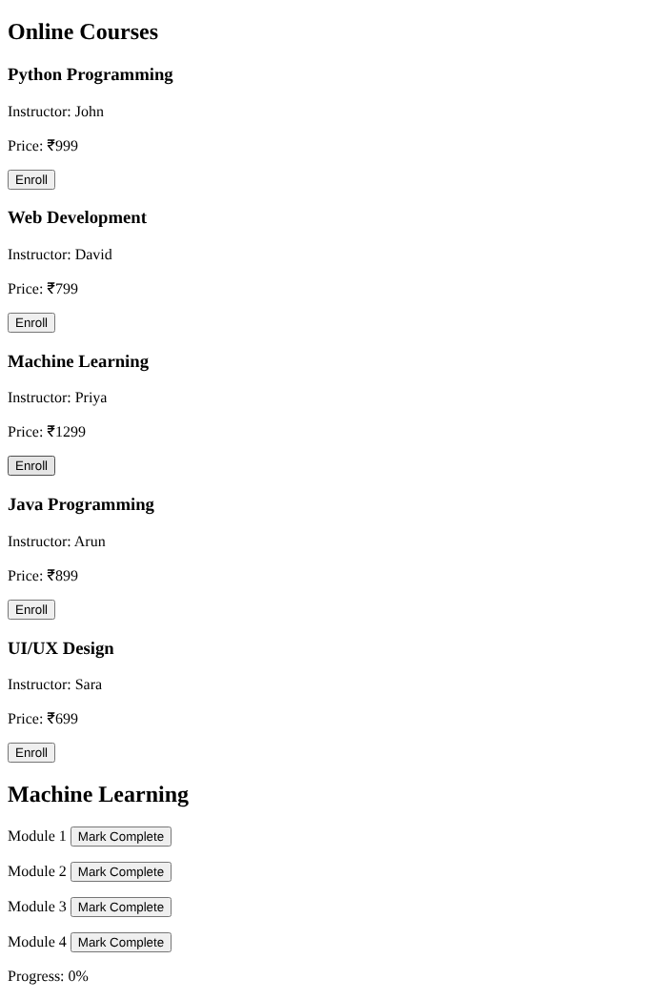 Online Courses
Python Programming
Instructor: John
Price: ₹999
Enroll
Web Development
Instructor: David
Price: ₹799
Enroll
Machine Learning
Instructor: Priya
Price: ₹1299
Enroll
Java Programming
Instructor: Arun
Price: ₹899
Enroll
UI/UX Design
Instructor: Sara
Price: ₹699
Enroll
Machine Learning
Module 1 Mark Complete
Module 2 Mark Complete
Module 3 Mark Complete
Module 4 Mark Complete
Progress: 0%